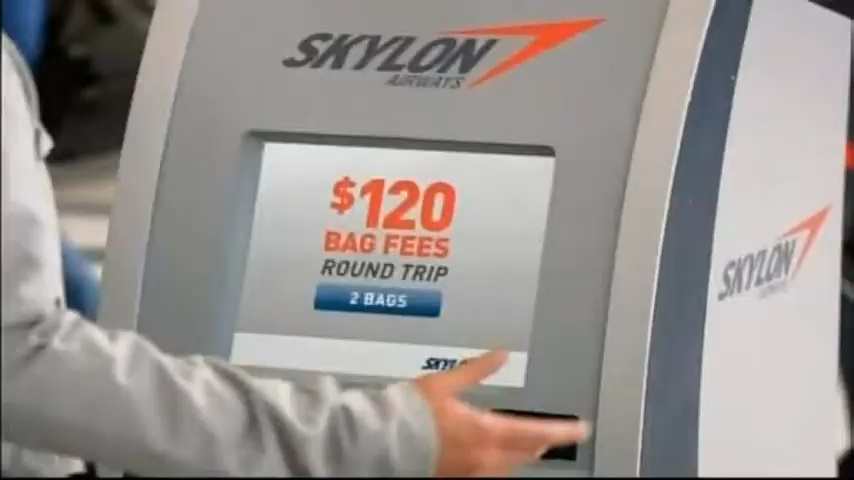 SKYLON
AIRWAYS
$120
BAG FEES
ROUND TRIP
2 BAGS
SKYLON
AIRWAYS